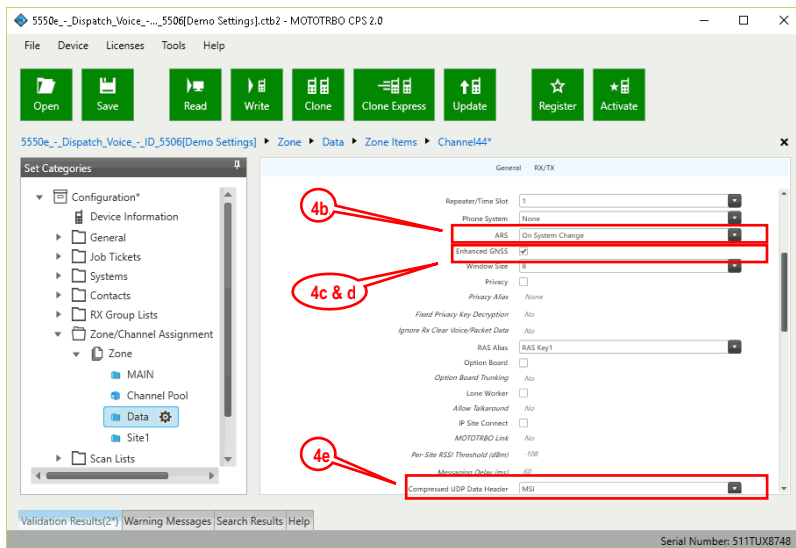 5550e_-_Dispatch_Voice_-..._5506[Demo Settings].ctb2 - MOTOTRBO CPS 2.0
File Device Licenses Tools Help
Open Save Read Write Clone Clone Express Update Register Activate
5550e_-_Dispatch_Voice_-_ID_5506[Demo Settings] Zone Data Zone Items Channel44*
Set Categories
Configuration*
Device Information
General
Job Tickets
Systems
Contacts
RX Group Lists
Zone/Channel Assignment
Zone
MAIN
Channel Pool
Data
Site1
Scan Lists
General RX/TX
Repeater/Time Slot 1
Phone System None
4b.
ARS On System Change
Enhanced GNSS
4c & d
Window Size 8
Privacy
Privacy Alias None
Fixed Privacy Key Decryption No
Ignore Rx Clear Voice/Packet Data No
RAS Alias RAS Key1
Option Board
Option Board Trunking No
Lone Worker
Allow Talkaround No
IP Site Connect
MOTOTRBO Link No
Per-Site RSSI Threshold (dBm) -108
4e
Messaging Delay (ms) 60
Compressed UDP Data Header MSI
Validation Results(2*) Warning Messages Search Results Help
Serial Number: 511TUX8748